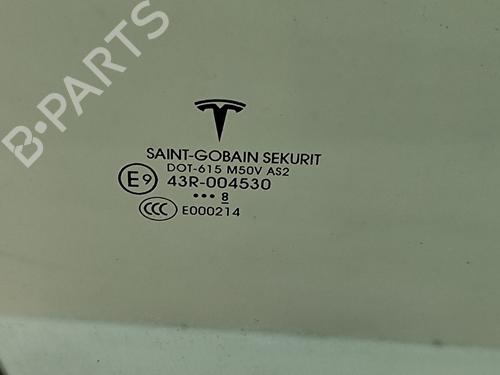 B-PARTS
SAINT-GOBAIN SEKURIT
DOT-615 M50V AS2
E9 43R-004530
••• 8
CCC E000214